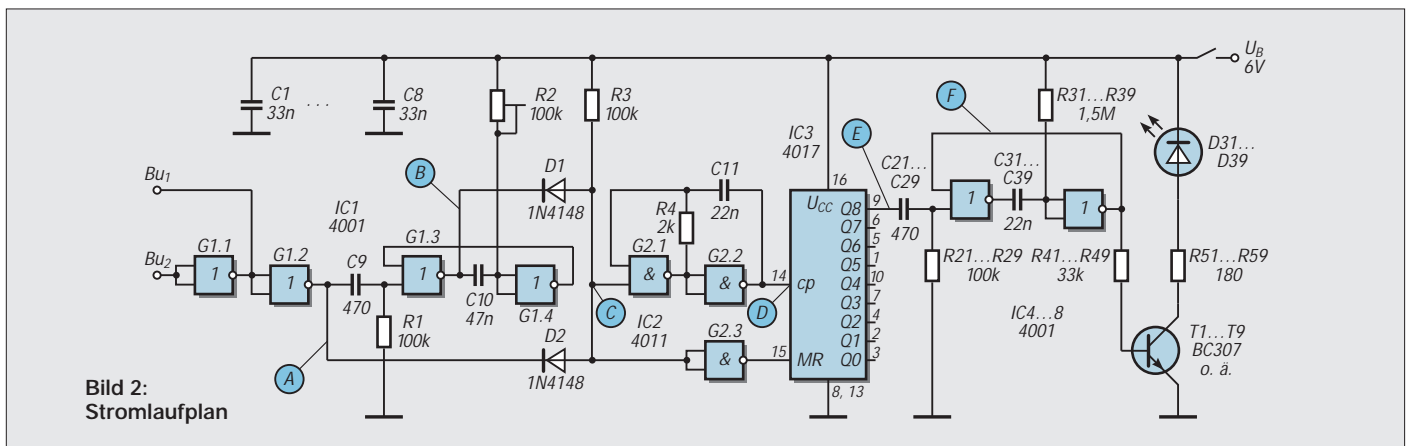 C1
33n
. . .
C8
33n
R2
100k
R3
100k
UB
6V
F
R31...R39
1,5M
IC3
4017
E
C21...
C29
C31...
C39
D31...
D39
Bu1
B
D1
1N4148
C11
22n
16
UCC
Q8
9
470
1
22n
1
Q7
6
Q6
5
Q5
1
Q4
10
Q3
7
Q2
4
Q1
2
Q0
3
IC1
4001
G1.3
R4
2k
G2.1
G2.2
Bu2
G1.1
G1.2
C9
1
1
470
1
C10
47n
1
G1.4
&
&
14
cp
D
R21...R29
100k
R41...R49
33k
R51...R59
180
R1
100k
C
IC2
4011
G2.3
&
15
MR
IC4...8
4001
A
D2
1N4148
T1...T9
BC307
o. ä.
8, 13
Bild 2:
Stromlaufplan